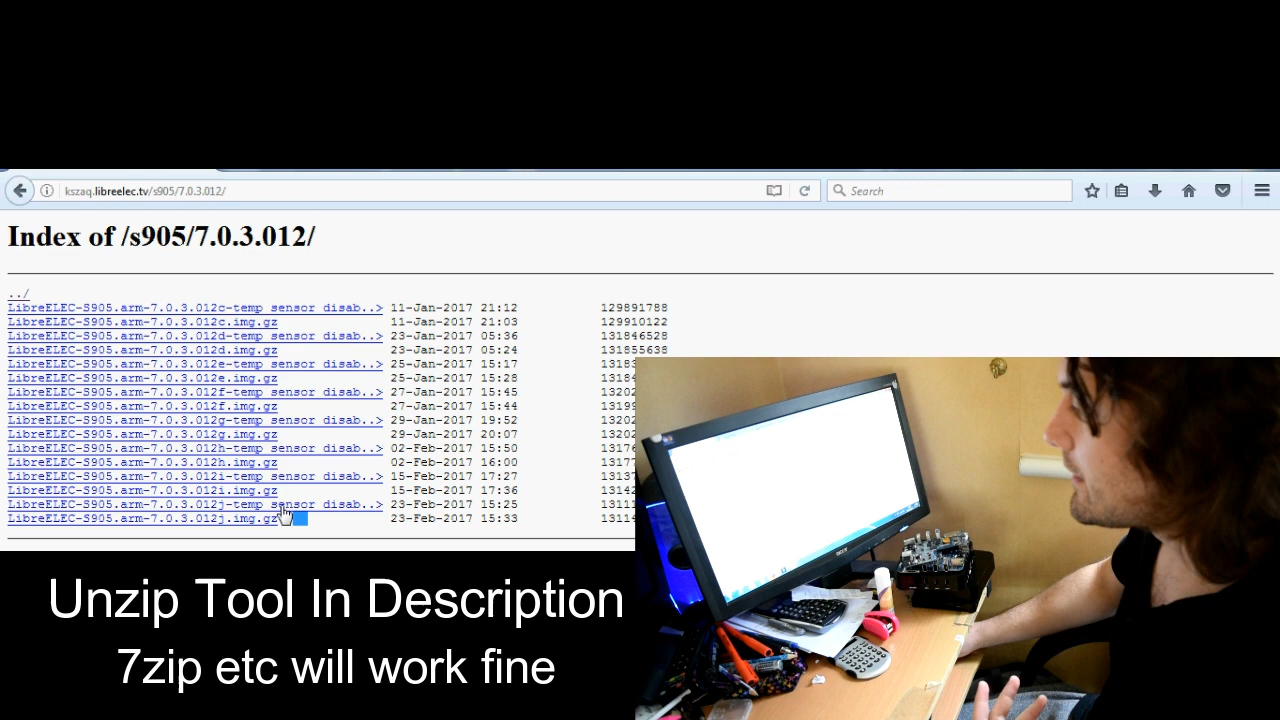 kszaq.libreelec.tv/s905/7.0.3.012/
Search
Index of /s905/7.0.3.012/
../
LibreELEC-S905.arm-7.0.3.012c-temp sensor disab..> 11-Jan-2017 21:12 129891788
LibreELEC-S905.arm-7.0.3.012c.img.gz 11-Jan-2017 21:03 129910122
LibreELEC-S905.arm-7.0.3.012d-temp sensor disab..> 23-Jan-2017 05:36 131846528
LibreELEC-S905.arm-7.0.3.012d.img.gz 23-Jan-2017 05:24 131855638
LibreELEC-S905.arm-7.0.3.012e-temp sensor disab..> 25-Jan-2017 15:17
LibreELEC-S905.arm-7.0.3.012e.img.gz 25-Jan-2017 15:28
LibreELEC-S905.arm-7.0.3.012f-temp sensor disab..> 27-Jan-2017 15:45
LibreELEC-S905.arm-7.0.3.012f.img.gz 27-Jan-2017 15:44
LibreELEC-S905.arm-7.0.3.012g-temp sensor disab..> 29-Jan-2017 19:52
LibreELEC-S905.arm-7.0.3.012g.img.gz 29-Jan-2017 20:07
LibreELEC-S905.arm-7.0.3.012h-temp sensor disab..> 02-Feb-2017 15:50
LibreELEC-S905.arm-7.0.3.012h.img.gz 02-Feb-2017 16:00
LibreELEC-S905.arm-7.0.3.012i-temp sensor disab..> 15-Feb-2017 17:27
LibreELEC-S905.arm-7.0.3.012i.img.gz 15-Feb-2017 17:36
LibreELEC-S905.arm-7.0.3.012j-temp sensor disab..> 23-Feb-2017 15:25
LibreELEC-S905.arm-7.0.3.012j.img.gz 23-Feb-2017 15:33
Unzip Tool In Description
7zip etc will work fine